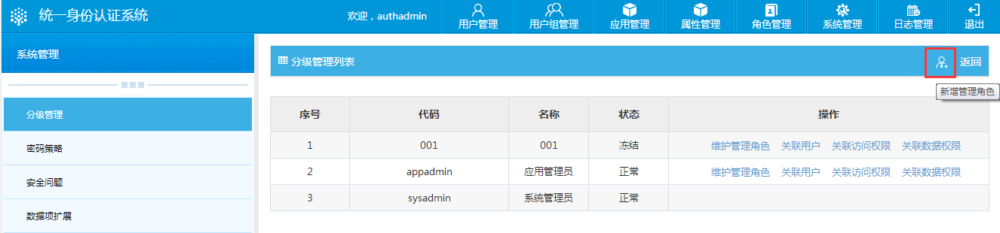 统一身份认证系统
欢迎，authadmin
用户管理
用户组管理
应用管理
属性管理
角色管理
系统管理
日志管理
退出
系统管理
分级管理
密码策略
安全问题
数据项扩展
分级管理列表
返回
新增管理角色
序号 代码 名称 状态 操作
1 001 001 冻结 维护管理角色 关联用户 关联访问权限 关联数据权限
2 appadmin 应用管理员 正常 维护管理角色 关联用户 关联访问权限 关联数据权限
3 sysadmin 系统管理员 正常